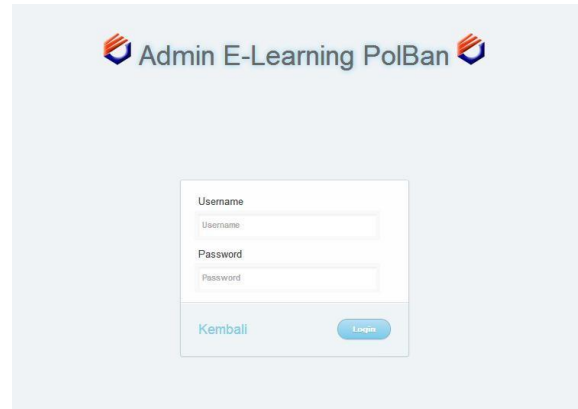 Admin E-Learning PolBan
Username
Username
Password
Password
Kembali
Login